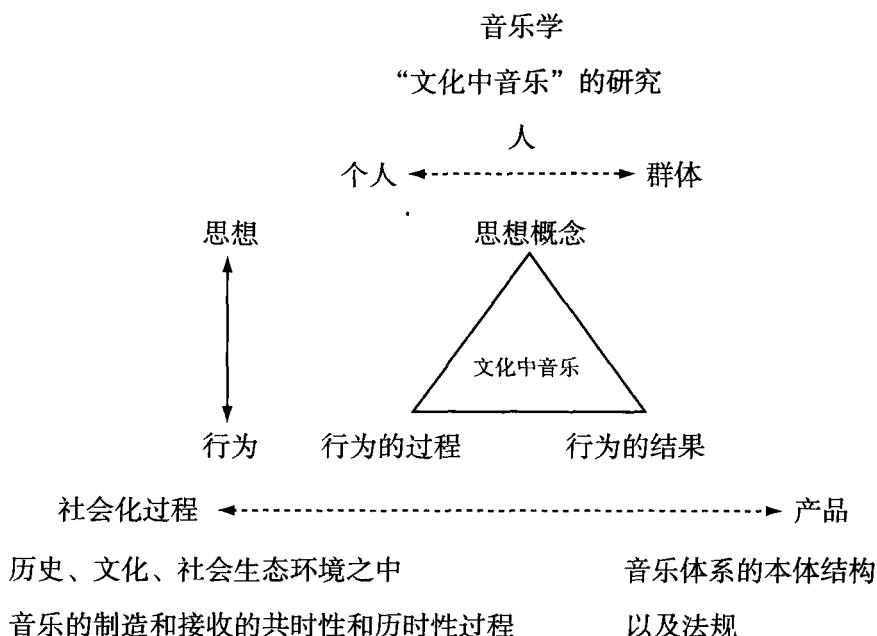 音乐学
“文化中音乐”的研究
人
个人 群体
思想 思想概念
文化中音乐
行为 行为的过程 行为的结果
社会化过程 产品
历史、文化、社会生态环境之中 音乐体系的本体结构
音乐的制造和接收的共时性和历时性过程 以及法规